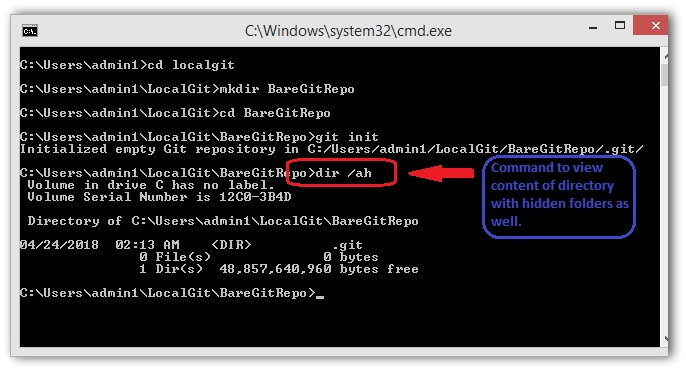 C:\Windows\system32\cmd.exe
C:\Users\admin1>cd localgit
C:\Users\admin1\LocalGit>mkdir BareGitRepo
C:\Users\admin1\LocalGit>cd BareGitRepo
C:\Users\admin1\LocalGit\BareGitRepo>git init
Initialized empty Git repository in C:/Users/admin1/LocalGit/BareGitRepo/.git/
C:\Users\admin1\LocalGit\BareGitRepo>dir /ah
Volume in drive C has no label.
Volume Serial Number is 12C0-3B4D
Directory of C:\Users\admin1\LocalGit\BareGitRepo
04/24/2018  02:13 AM    <DIR>          .git
0 File(s)              0 bytes
1 Dir(s)  48,857,640,960 bytes free
C:\Users\admin1\LocalGit\BareGitRepo>_
Command to view
content of directory
with hidden folders as
well.